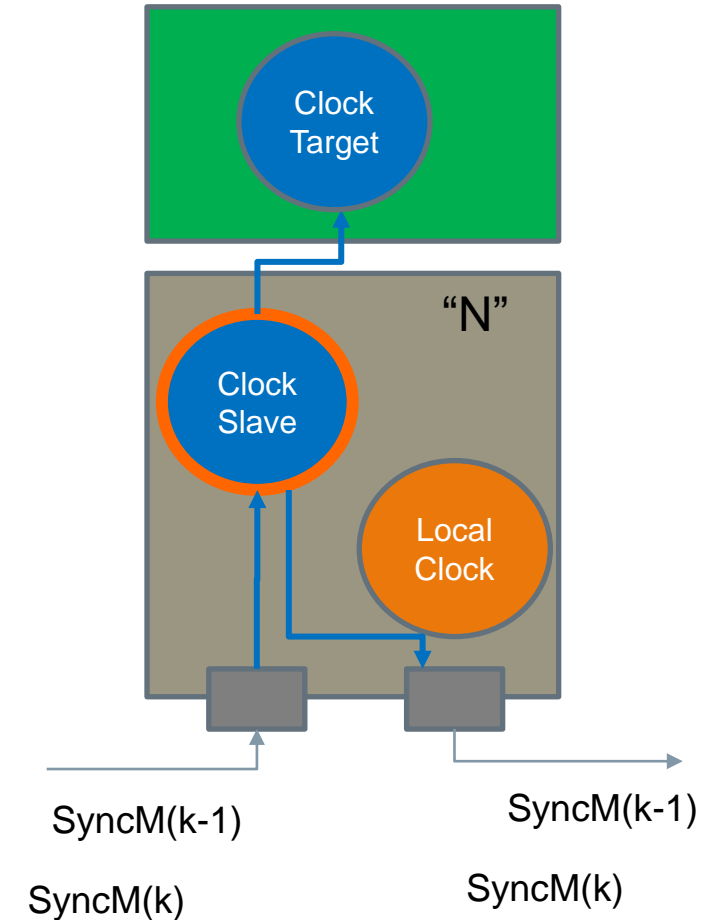 Clock
Target
“N”
Clock
Slave
Local
Clock
SyncM(k-1)
SyncM(k-1)
SyncM(k)
SyncM(k)